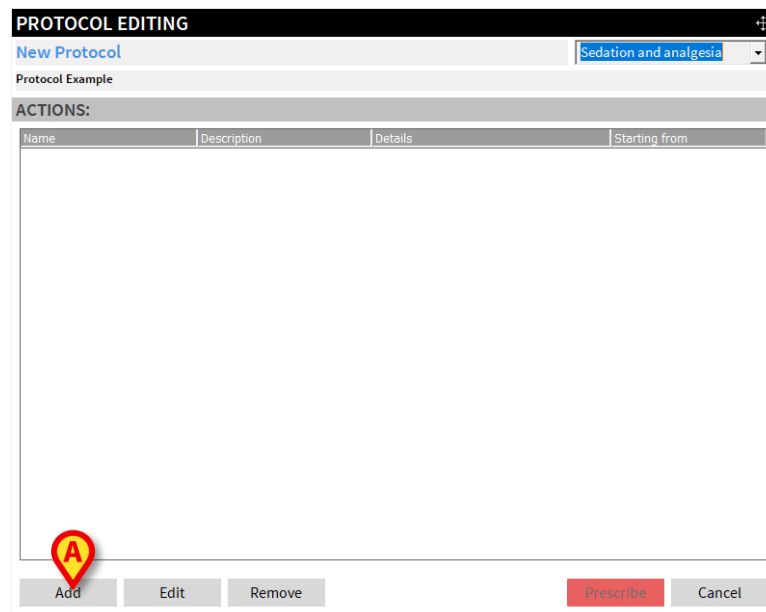 PROTOCOL EDITING
New Protocol Sedation and analgesia
Protocol Example
ACTIONS:
Name Description Details Starting from
A
Add Edit Remove Prescribe Cancel